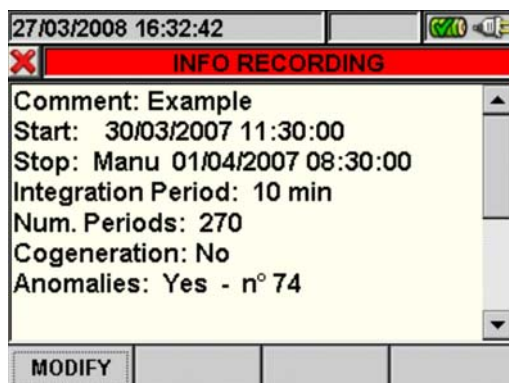 27/03/2008 16:32:42
INFO RECORDING
Comment: Example
Start: 30/03/2007 11:30:00
Stop: Manu 01/04/2007 08:30:00
Integration Period: 10 min
Num. Periods: 270
Cogeneration: No
Anomalies: Yes - n° 74
MODIFY